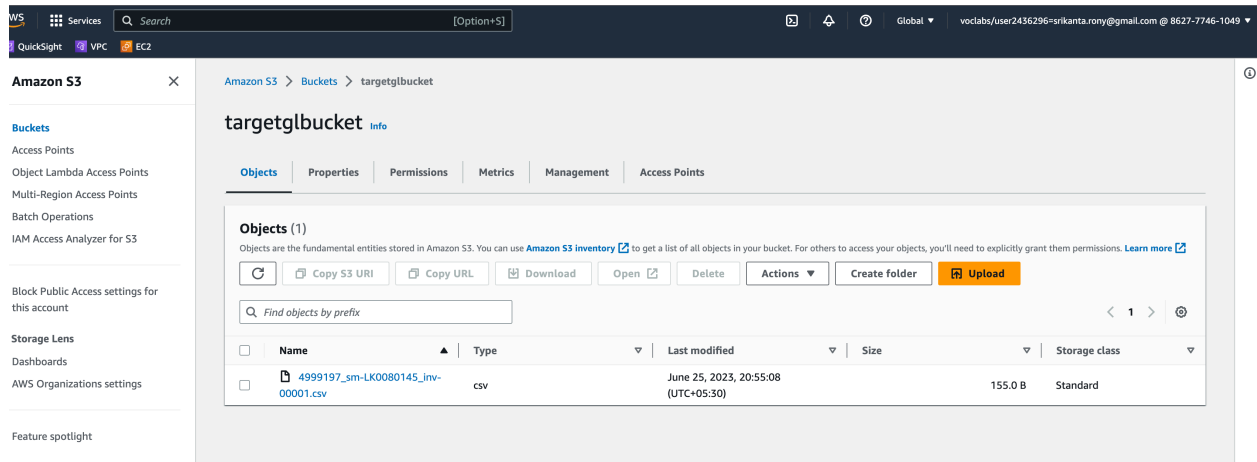 aws Services Search [Option+S] Global voclabs/user2436296=srikanta.rony@gmail.com @ 8627-7746-1049
QuickSight VPC EC2
Amazon S3
Buckets
Access Points
Object Lambda Access Points
Multi-Region Access Points
Batch Operations
IAM Access Analyzer for S3
Block Public Access settings for
this account
Storage Lens
Dashboards
AWS Organizations settings
Feature spotlight
Amazon S3 > Buckets > targetglbucket
targetglbucket Info
Objects Properties Permissions Metrics Management Access Points
Objects (1)
Objects are the fundamental entities stored in Amazon S3. You can use Amazon S3 inventory to get a list of all objects in your bucket. For others to access your objects, you'll need to explicitly grant them permissions. Learn more
Copy S3 URI Copy URL Download Open Delete Actions Create folder Upload
Find objects by prefix 1
Name Type Last modified Size Storage class
4999197_sm-LK0080145_inv- csv June 25, 2023, 20:55:08 155.0 B Standard
00001.csv (UTC+05:30)